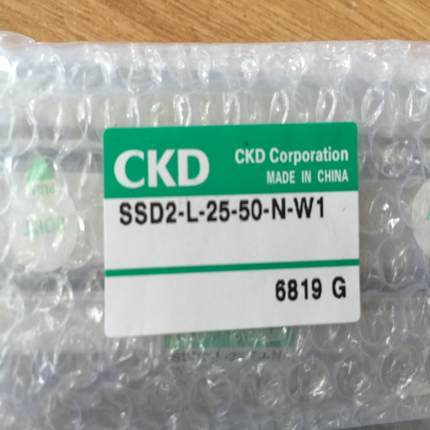 CKD
CKD Corporation
MADE IN CHINA
SSD2-L-25-50-N-W1
6819 G